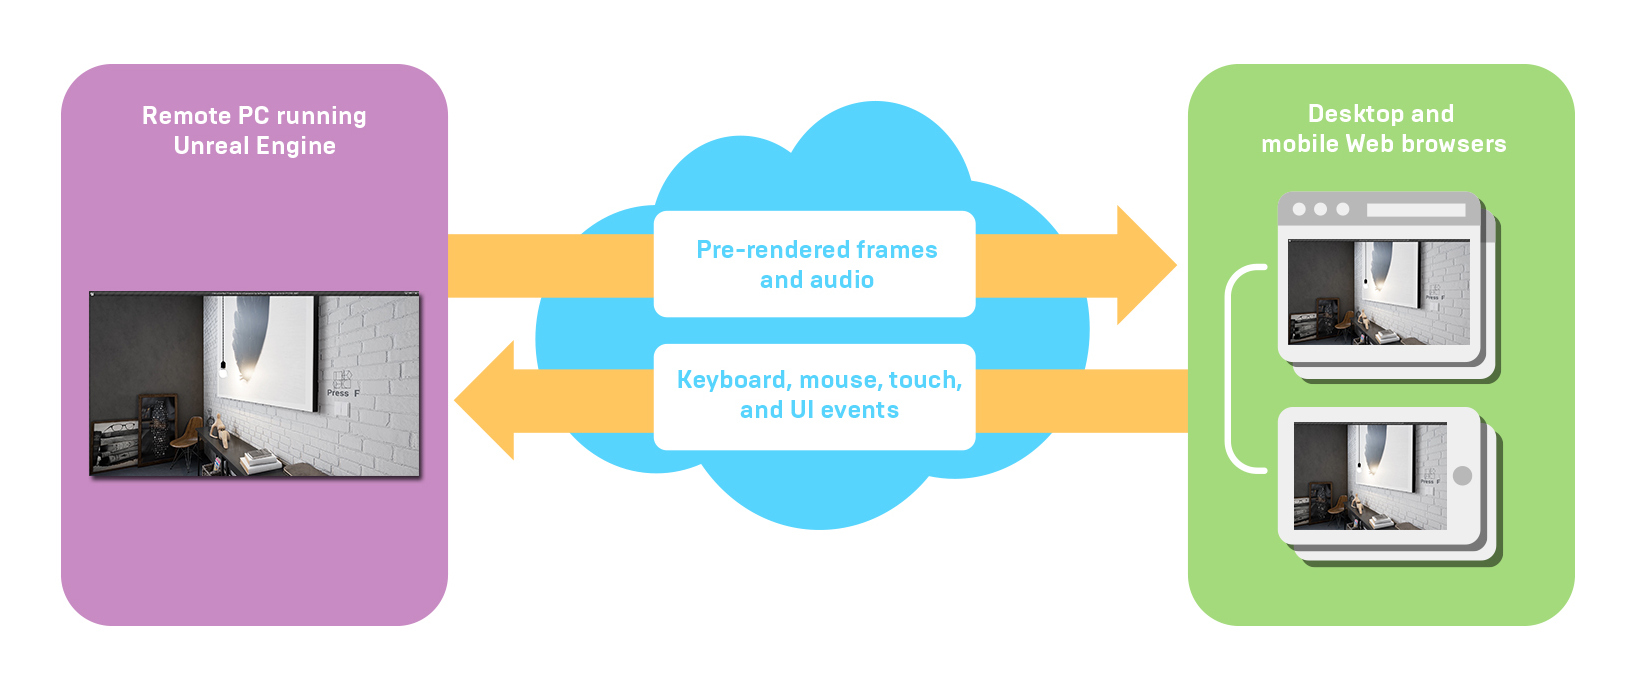 Remote PC running
Unreal Engine
Press F
Pre-rendered frames
and audio
Keyboard, mouse, touch,
and UI events
Desktop and
mobile Web browsers
Press F
Press F